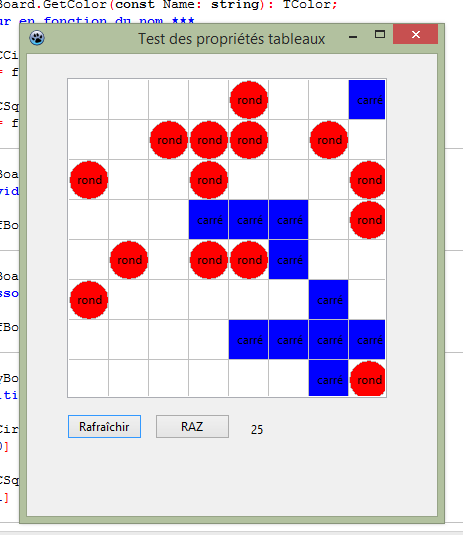 Board.GetColor(const Name: string): TColor;
ur en fonction du nom ***
Test des propriétés tableaux
CCi
= f
CSq
= f
Boa
vid
fBo
Boa
sso
fBo
yBo
iti
Cir
0]
CSq
1]
rond carré
rond rond rond rond
rond rond rond
carré carré carré rond
rond rond rond carré
rond carré
carré carré carré carré
carré rond
Rafraîchir RAZ 25